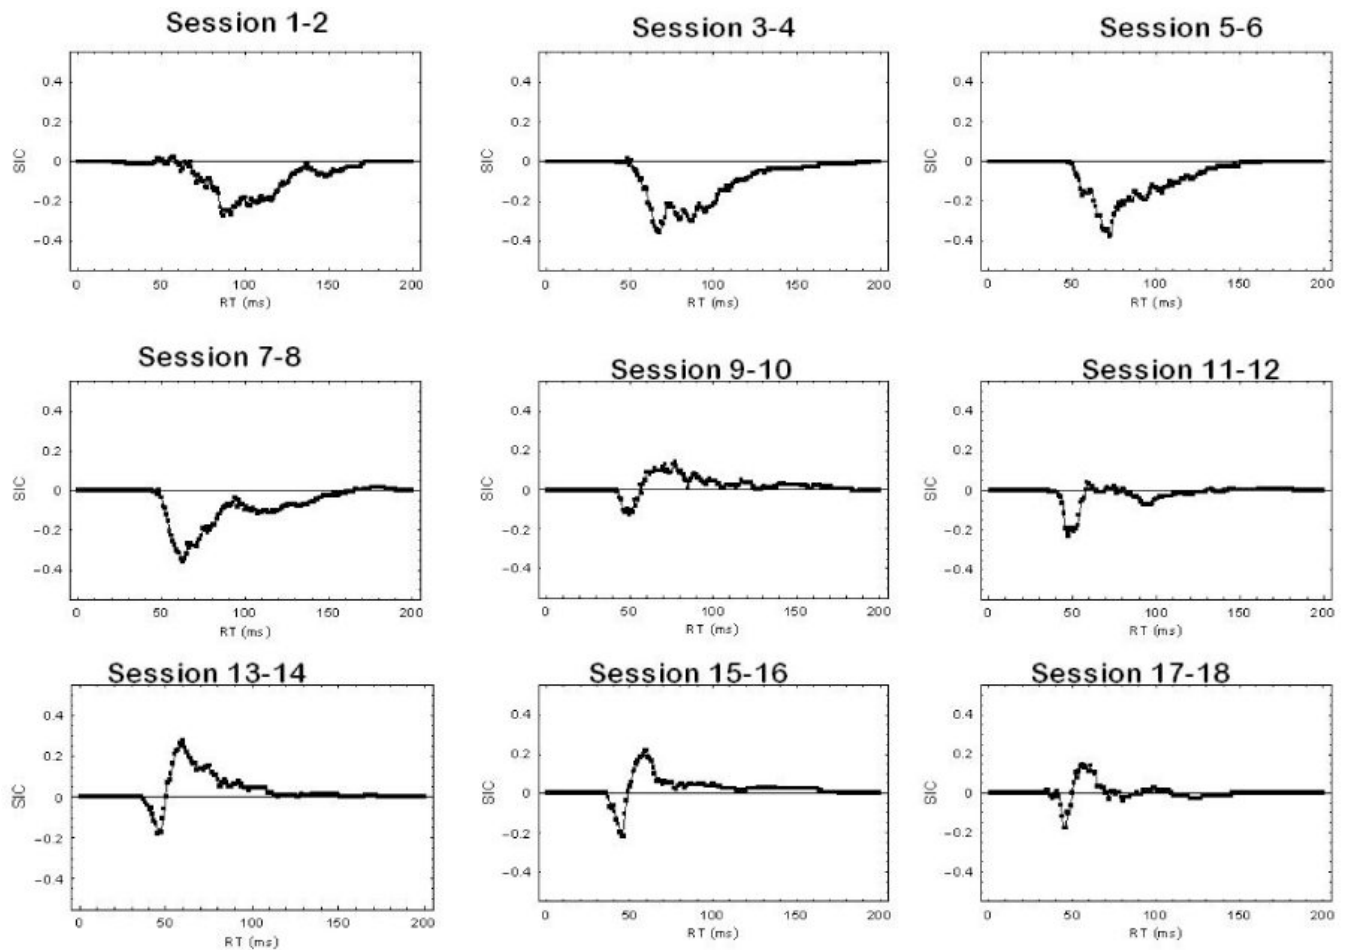 Session 1-2
Session 3-4
Session 5-6
0.4
0.2
0
-0.2
-0.4
SIC
0 50 100 150 200
RT (ms)
0.4
0.2
0
-0.2
-0.4
SIC
0 50 100 150 200
RT (ms)
0.4
0.2
0
-0.2
-0.4
SIC
0 50 100 150 200
RT (ms)
Session 7-8
Session 9-10
Session 11-12
0.4
0.2
0
-0.2
-0.4
SIC
0 50 100 150 200
RT (ms)
0.4
0.2
0
-0.2
-0.4
SIC
0 50 100 150 200
RT (ms)
0.4
0.2
0
-0.2
-0.4
SIC
0 50 100 150 200
RT (ms)
Session 13-14
Session 15-16
Session 17-18
0.4
0.2
0
-0.2
-0.4
SIC
0 50 100 150 200
RT (ms)
0.4
0.2
0
-0.2
-0.4
SIC
0 50 100 150 200
RT (ms)
0.4
0.2
0
-0.2
-0.4
SIC
0 50 100 150 200
RT (ms)